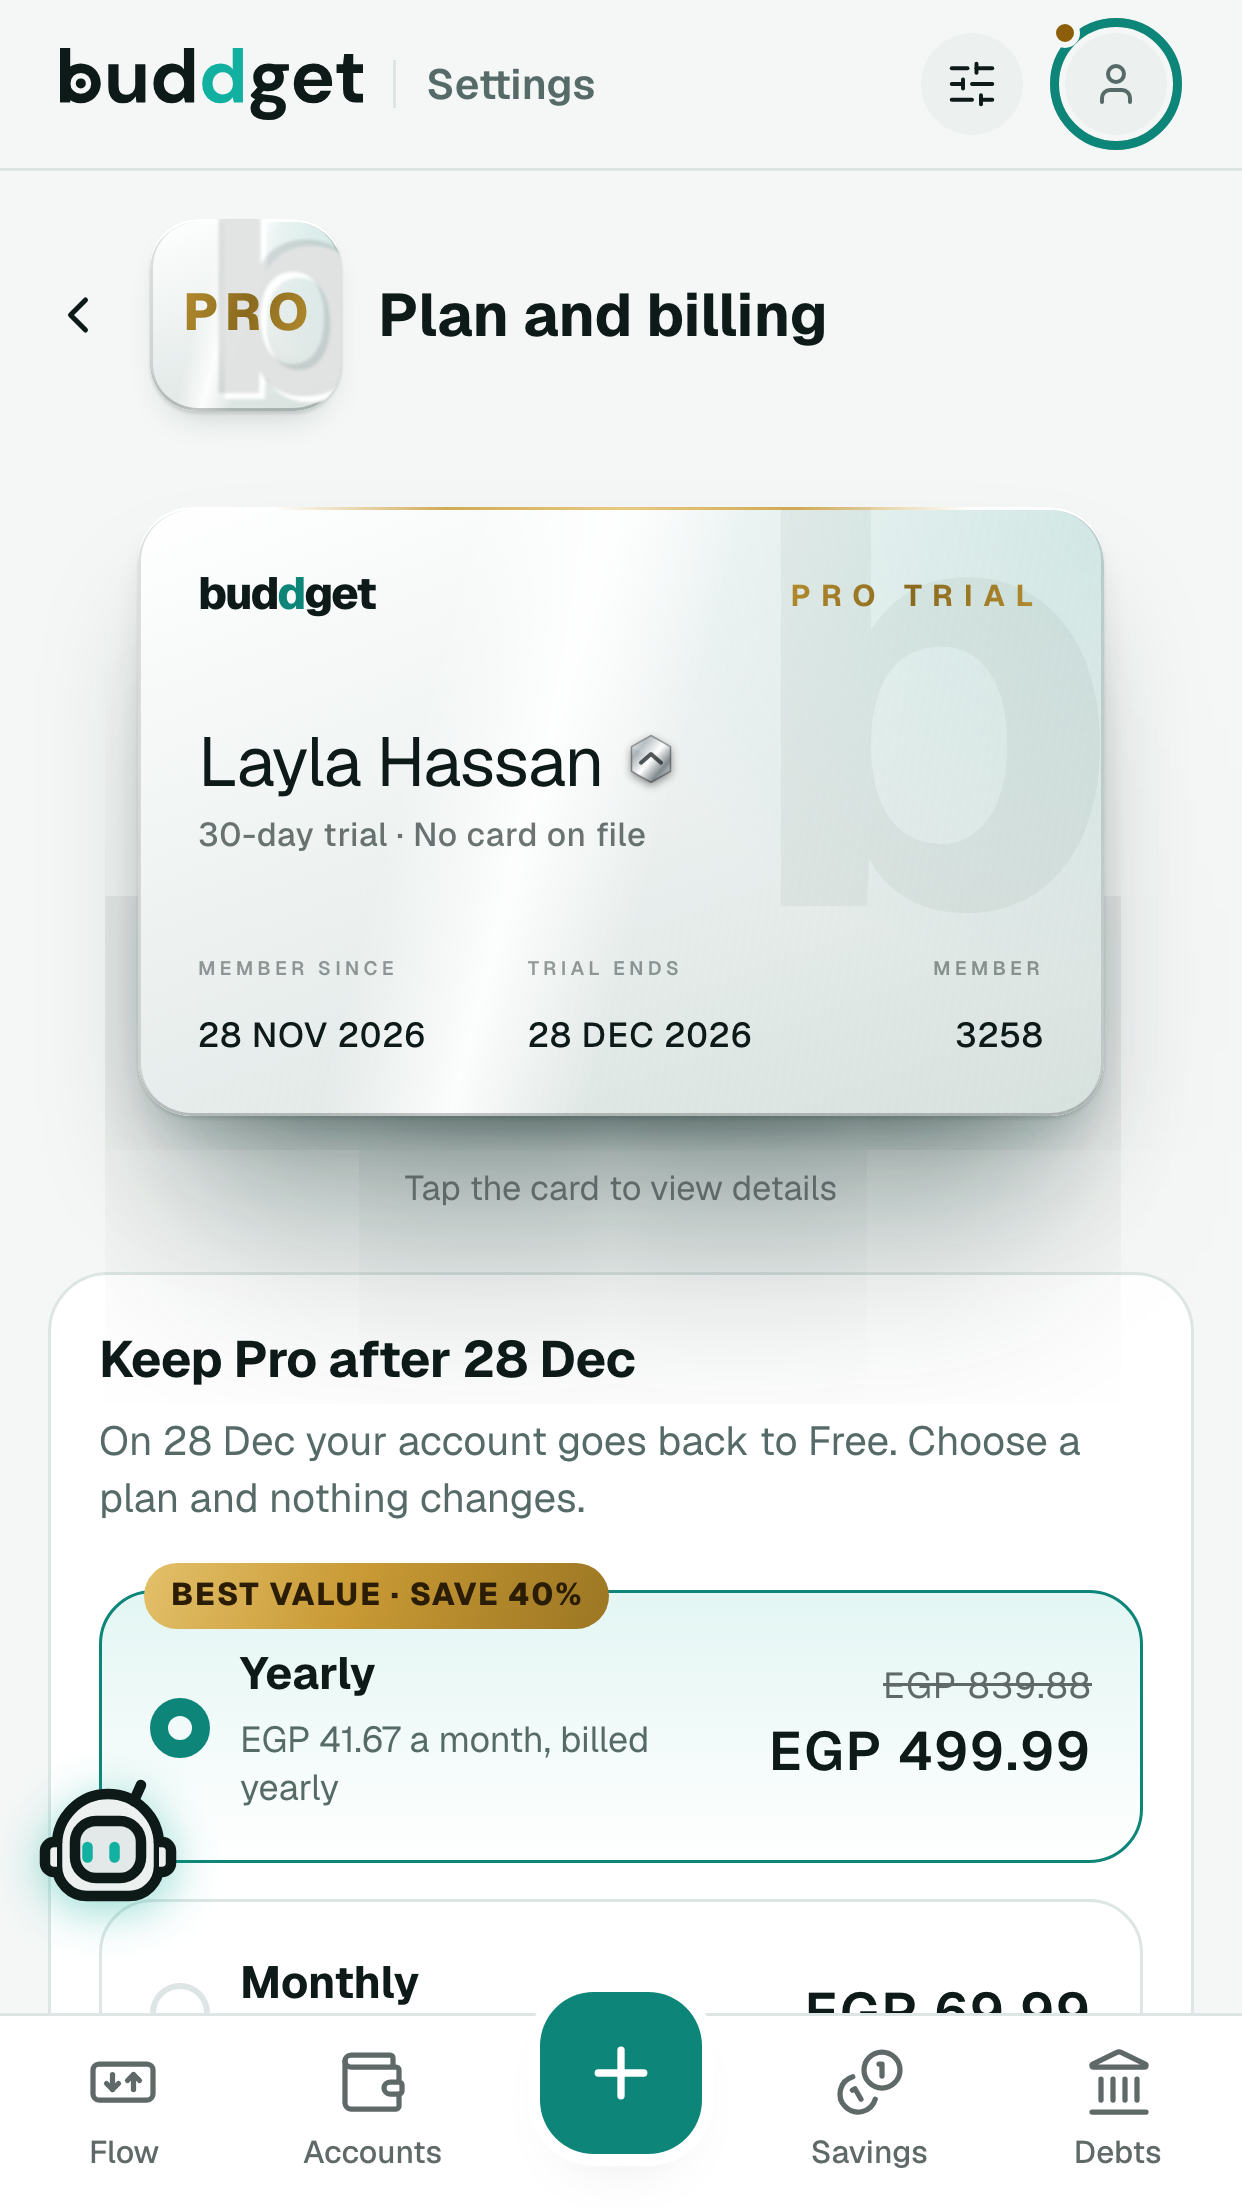 buddget
Settings
PRO
Plan and billing
buddget
PRO TRIAL
Layla Hassan
30-day trial · No card on file
MEMBER SINCE
TRIAL ENDS
MEMBER
28 NOV 2026
28 DEC 2026
3258
Tap the card to view details
Keep Pro after 28 Dec
On 28 Dec your account goes back to Free. Choose a
plan and nothing changes.
BEST VALUE · SAVE 40%
Yearly
EGP 839.88
EGP 41.67 a month, billed
yearly
EGP 499.99
Monthly
EGP 69.99
Flow
Accounts
Savings
Debts